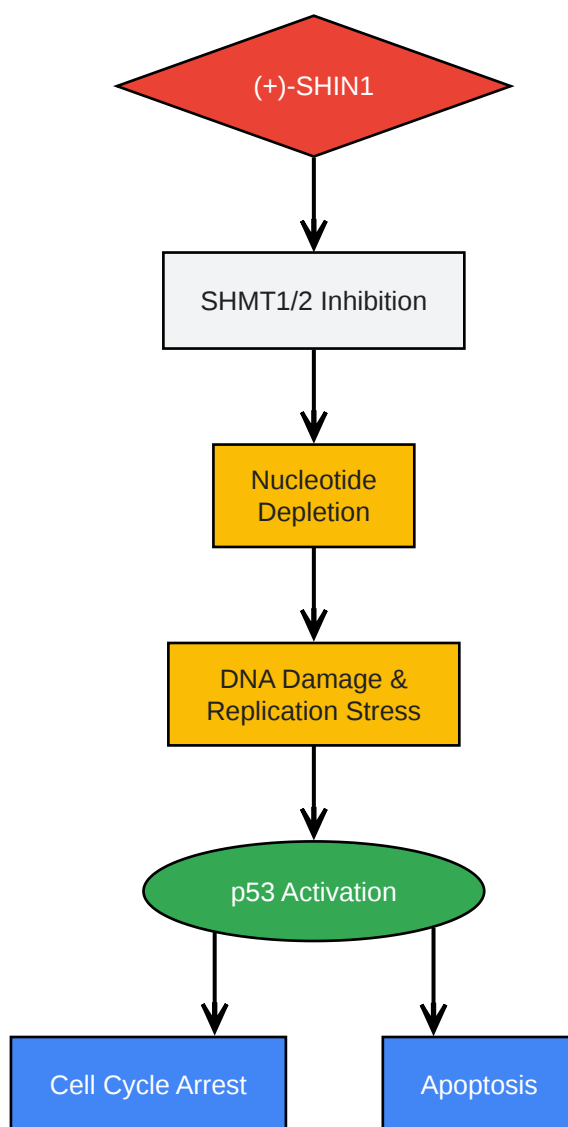 (+)-SHIN1
SHMT1/2 Inhibition
Nucleotide
Depletion
DNA Damage &
Replication Stress
p53 Activation
Cell Cycle Arrest
Apoptosis